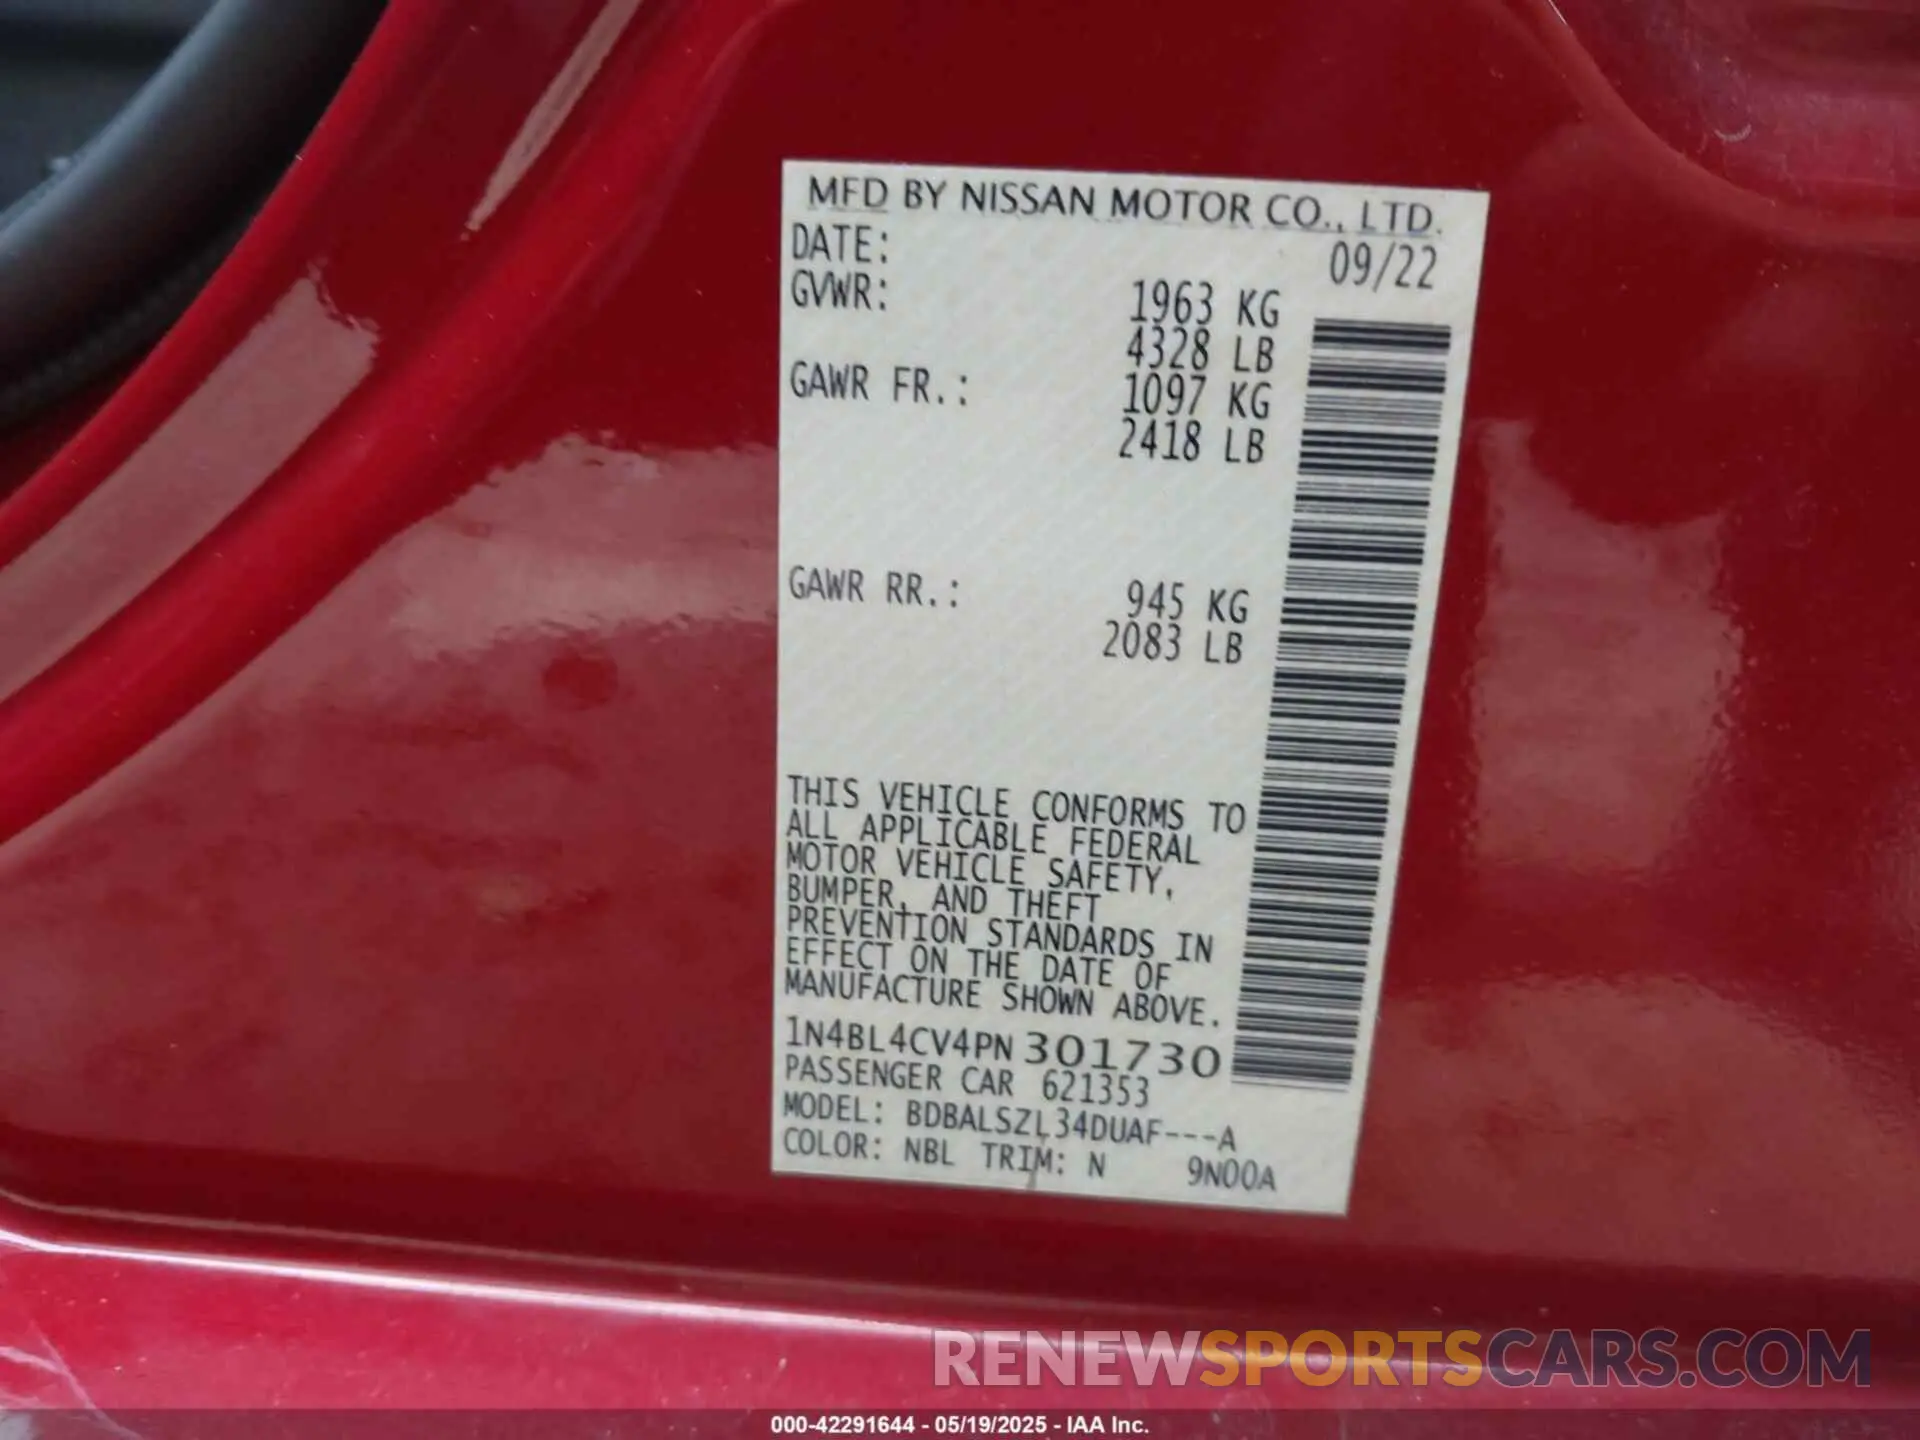 MFD BY NISSAN MOTOR CO., LTD.
DATE: 09/22
GVWR: 1963 KG
4328 LB
GAWR FR.: 1097 KG
2418 LB
GAWR RR.: 945 KG
2083 LB
THIS VEHICLE CONFORMS TO
ALL APPLICABLE FEDERAL
MOTOR VEHICLE SAFETY,
BUMPER, AND THEFT
PREVENTION STANDARDS IN
EFFECT ON THE DATE OF
MANUFACTURE SHOWN ABOVE.
1N4BL4CV4PN301730
PASSENGER CAR 621353
MODEL: BDBALSZL34DUAF---A
COLOR: NBL TRIM: N 9N00A
RENEWSPORTSCARS.COM
000-42291644 - 05/19/2025 - IAA Inc.